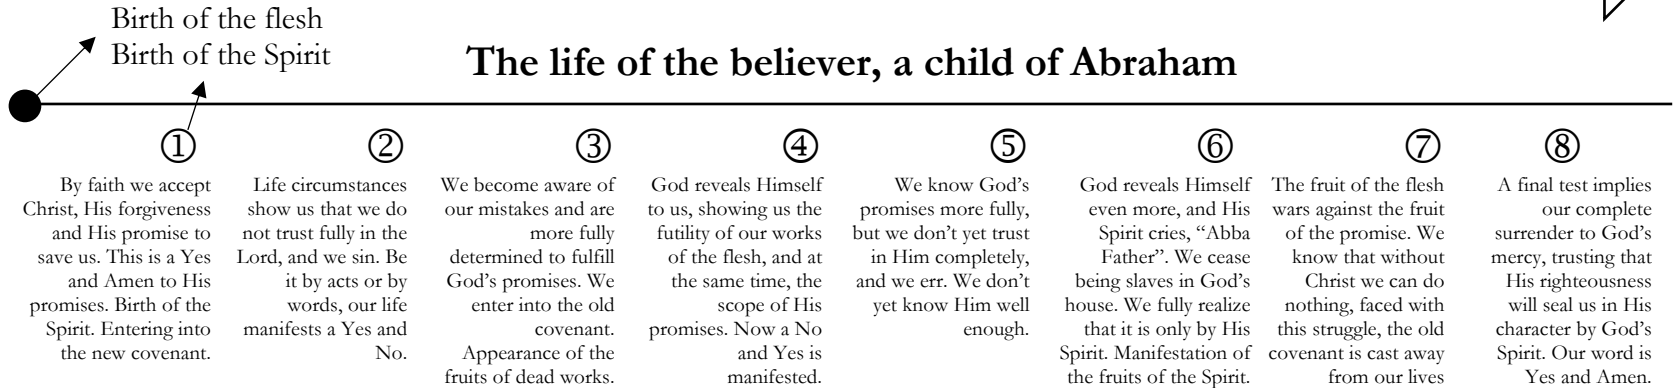 Birth of the flesh
Birth of the Spirit
The life of the believer, a child of Abraham
①
By faith we accept
Christ, His forgiveness
and His promise to
save us. This is a Yes
and Amen to His
promises. Birth of the
Spirit. Entering into
the new covenant.
②
Life circumstances
show us that we do
not trust fully in the
Lord, and we sin. Be
it by acts or by
words, our life
manifests a Yes and
No.
③
We become aware of
our mistakes and are
more fully
determined to fulfill
God’s promises. We
enter into the old
covenant.
Appearance of the
fruits of dead works.
④
God reveals Himself
to us, showing us the
futility of our works
of the flesh, and at
the same time, the
scope of His
promises. Now a No
and Yes is
manifested.
⑤
We know God’s
promises more fully,
but we don’t yet trust
in Him completely,
and we err. We don’t
yet know Him well
enough.
⑥
God reveals Himself
even more, and His
Spirit cries, “Abba
Father”. We cease
being slaves in God’s
house. We fully realize
that it is only by His
Spirit. Manifestation of
the fruits of the Spirit.
⑦
The fruit of the flesh
wars against the fruit
of the promise. We
know that without
Christ we can do
nothing, faced with
this struggle, the old
covenant is cast away
from our lives
⑧
A final test implies
our complete
surrender to God’s
mercy, trusting that
His righteousness
will seal us in His
character by God’s
Spirit. Our word is
Yes and Amen.